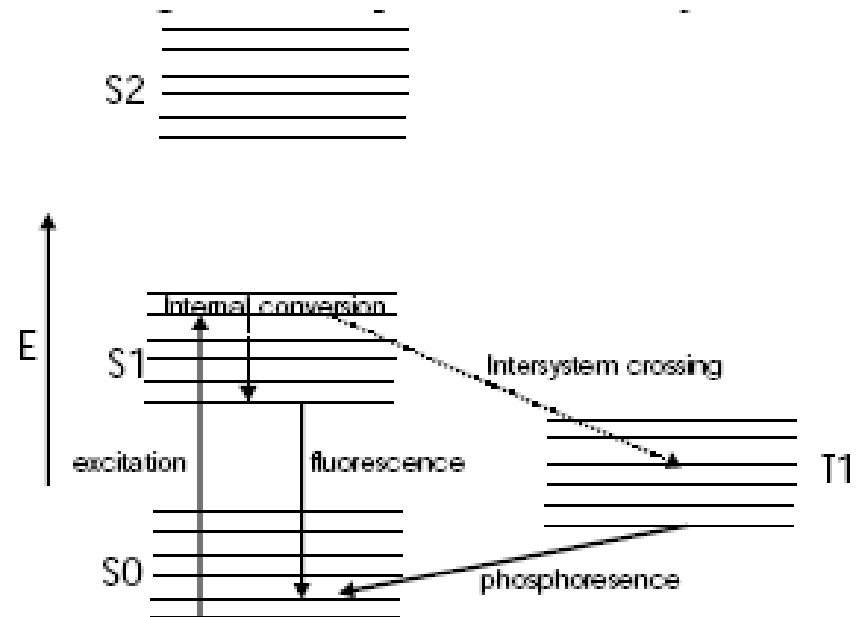 S2
Internal conversion
E
S1
Intersystem crossing
excitation
fluorescence
T1
S0
phosphoresence